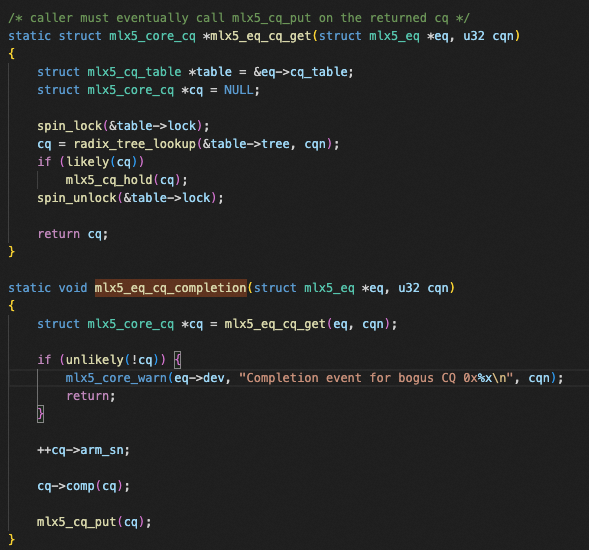 /* caller must eventually call mlx5_cq_put on the returned cq */
static struct mlx5_core_cq *mlx5_eq_cq_get(struct mlx5_eq *eq, u32 cqn)
{
    struct mlx5_cq_table *table = &eq->cq_table;
    struct mlx5_core_cq *cq = NULL;

    spin_lock(&table->lock);
    cq = radix_tree_lookup(&table->tree, cqn);
    if (likely(cq))
        mlx5_cq_hold(cq);
    spin_unlock(&table->lock);

    return cq;
}

static void mlx5_eq_cq_completion(struct mlx5_eq *eq, u32 cqn)
{
    struct mlx5_core_cq *cq = mlx5_eq_cq_get(eq, cqn);

    if (unlikely(!cq)) {
        mlx5_core_warn(eq->dev, "Completion event for bogus CQ 0x%x\n", cqn);
        return;
    }

    ++cq->arm_sn;

    cq->comp(cq);

    mlx5_cq_put(cq);
}